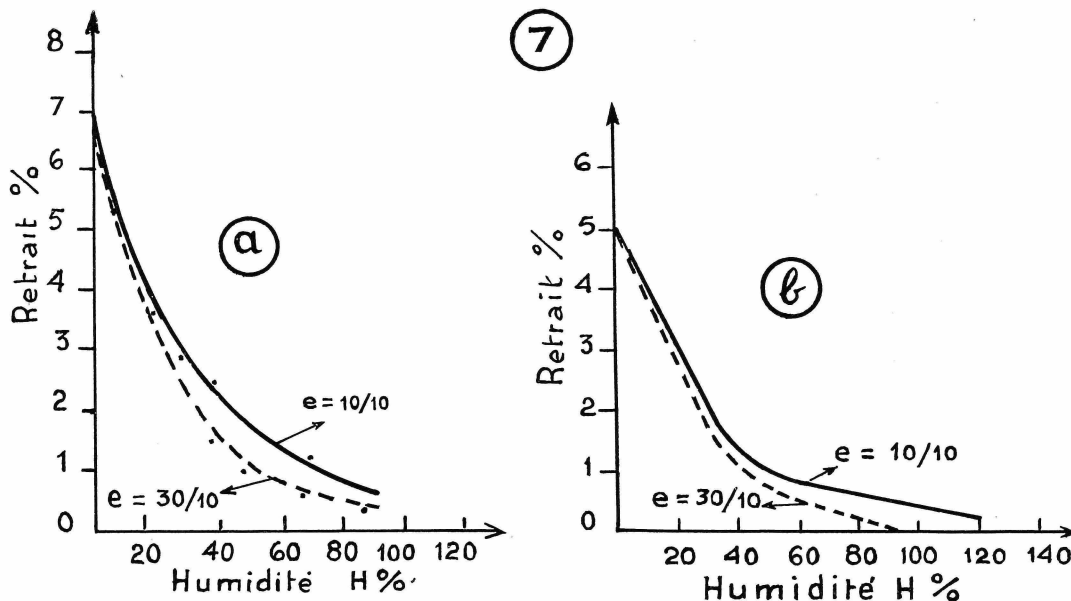 7
8
7
6
5
4
3
2
1
0
Retrait %
a
e = 10/10
e = 30/10
20 40 60 80 100 120
Humidité H%.
6
5
4
3
2
1
0
Retrait %
b
e = 10/10
e = 30/10
20 40 60 80 100 120 140
Humidité H%